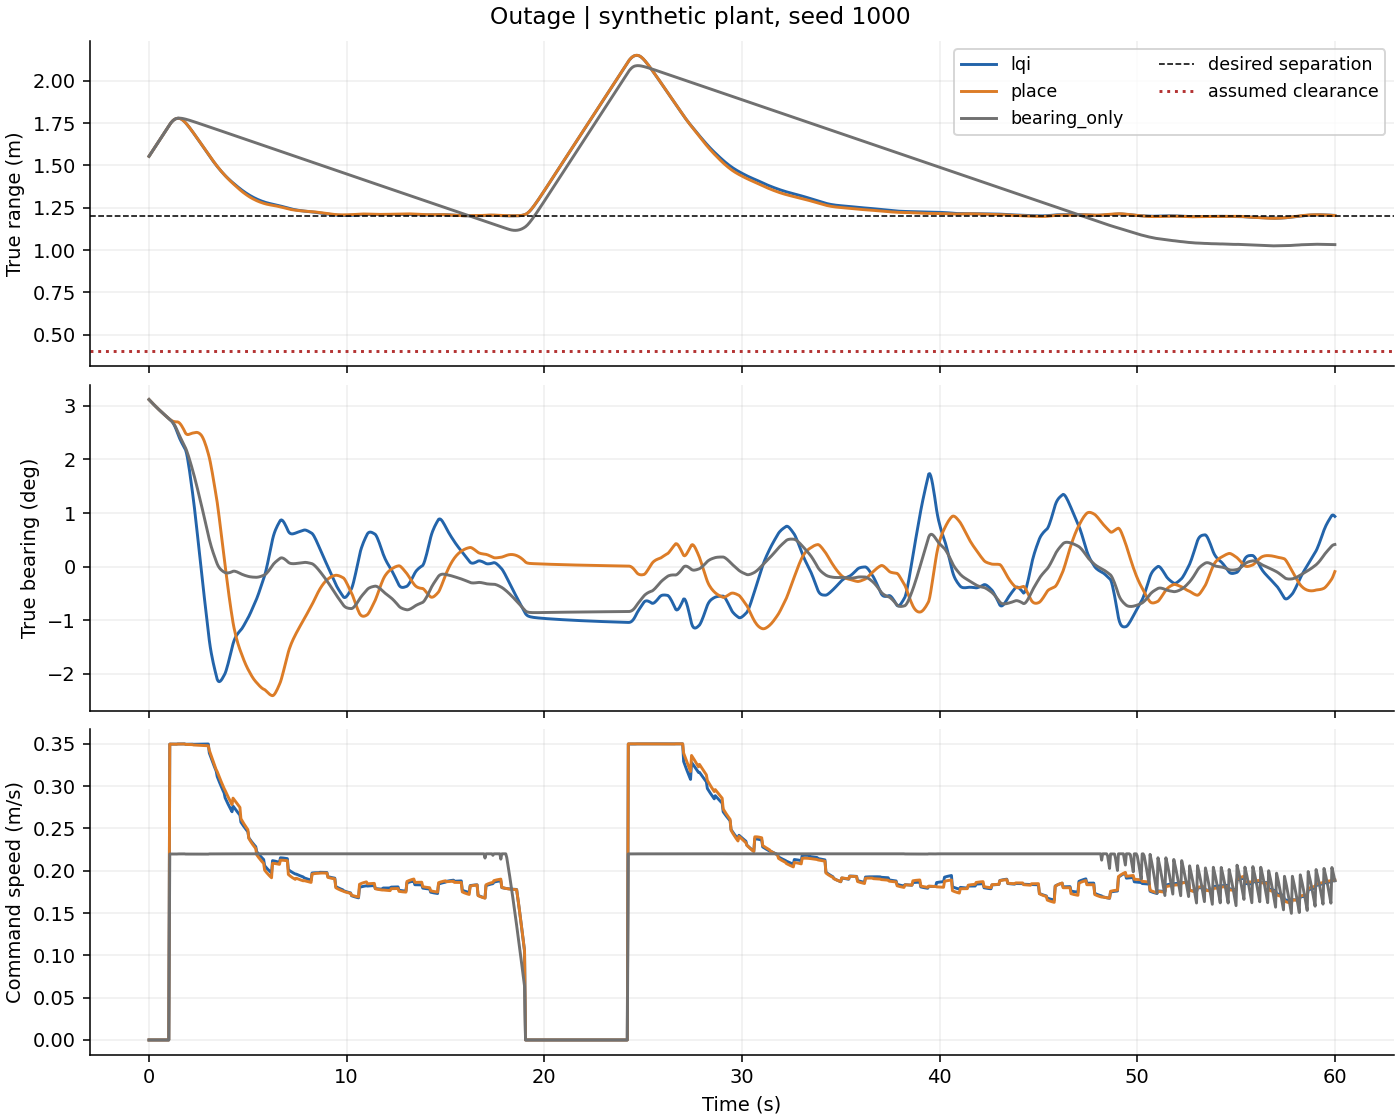 Outage | synthetic plant, seed 1000
True range (m)
2.00
1.75
1.50
1.25
1.00
0.75
0.50
lqi
place
bearing_only
desired separation
assumed clearance
True bearing (deg)
3
2
1
0
−1
−2
Command speed (m/s)
0.35
0.30
0.25
0.20
0.15
0.10
0.05
0.00
0 10 20 30 40 50 60
Time (s)